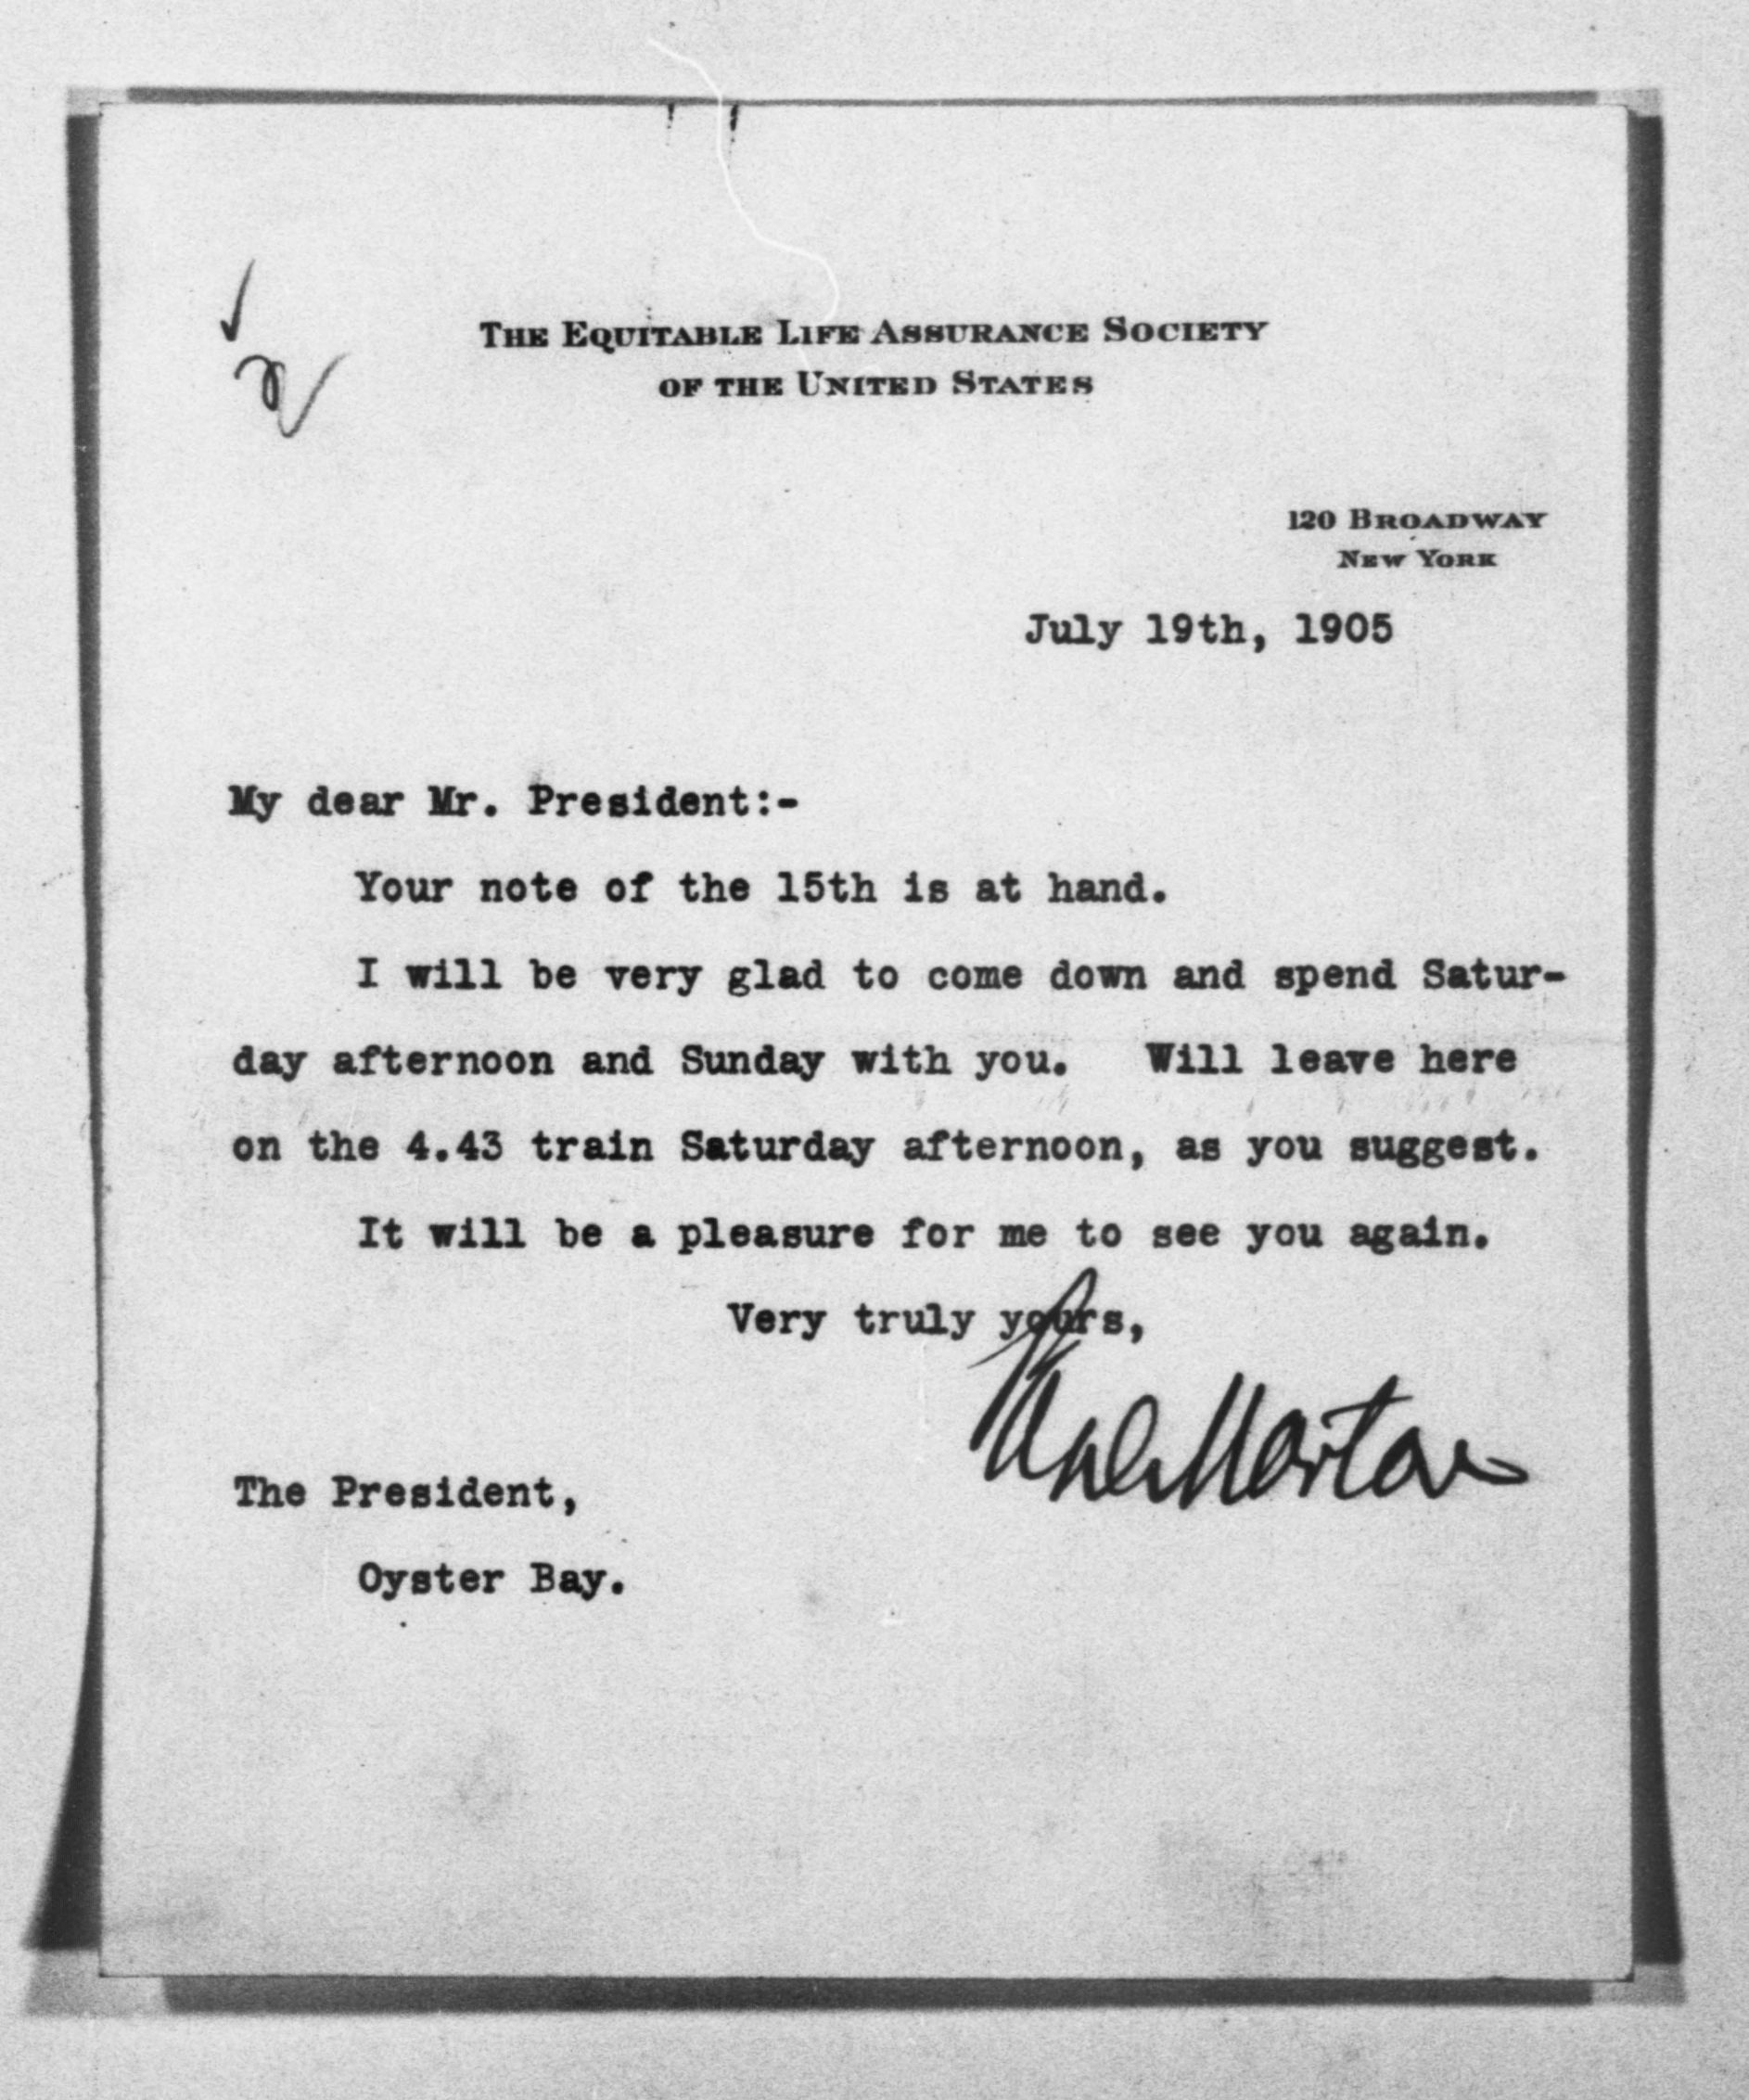 THE EQUITABLE LIFE ASSURANCE SOCIETY
OF THE UNITED STATES
120 BROADWAY
NEW YORK
July 19th, 1905
My dear Mr. President:-
Your note of the 15th is at hand.
I will be very glad to come down and spend Satur-
day afternoon and Sunday with you. Will leave here
on the 4.43 train Saturday afternoon, as you suggest.
It will be a pleasure for me to see you again.
Very truly yours,
Paul Morton
The President,
Oyster Bay.